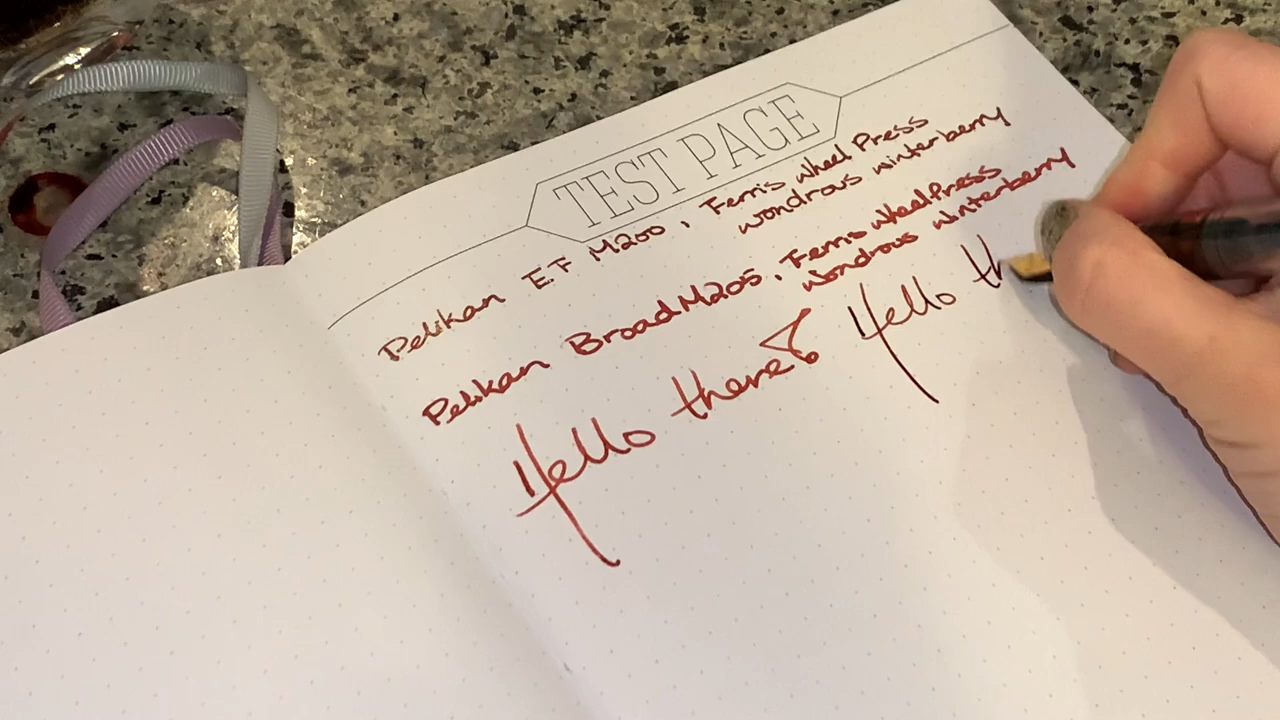 TEST PAGE
Pelikan EF M200, Ferris Wheel Press
wondrous winterberry
Pelikan Broad M205, Ferris Wheel Press
wondrous winterberry
Hello there! Hello th